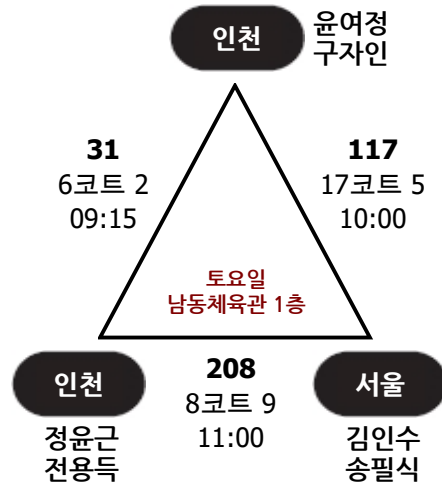 인천
윤여정
구자인
31
6코트 2
09:15
117
17코트 5
10:00
토요일
남동체육관 1층
인천
정윤근
전용득
208
8코트 9
11:00
서울
김인수
송필식